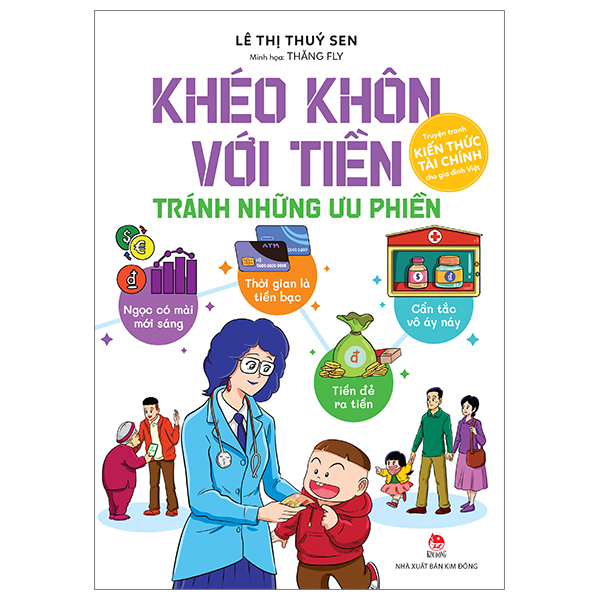 LÊ THỊ THUÝ SEN
Minh họa: THĂNG FLY
KHÉO KHÔN
VỚI TIỀN
TRÁNH NHỮNG ƯU PHIỀN
Truyện tranh
KIẾN THỨC
TÀI CHÍNH
cho gia đình Việt
$
€
đ
Ngọc có mài
mới sáng
ATM
Thời gian là
tiền bạc
$
đ
Cẩn tắc
vô áy náy
đ
Tiền đẻ
ra tiền
KIM ĐỒNG
NHÀ XUẤT BẢN KIM ĐỒNG